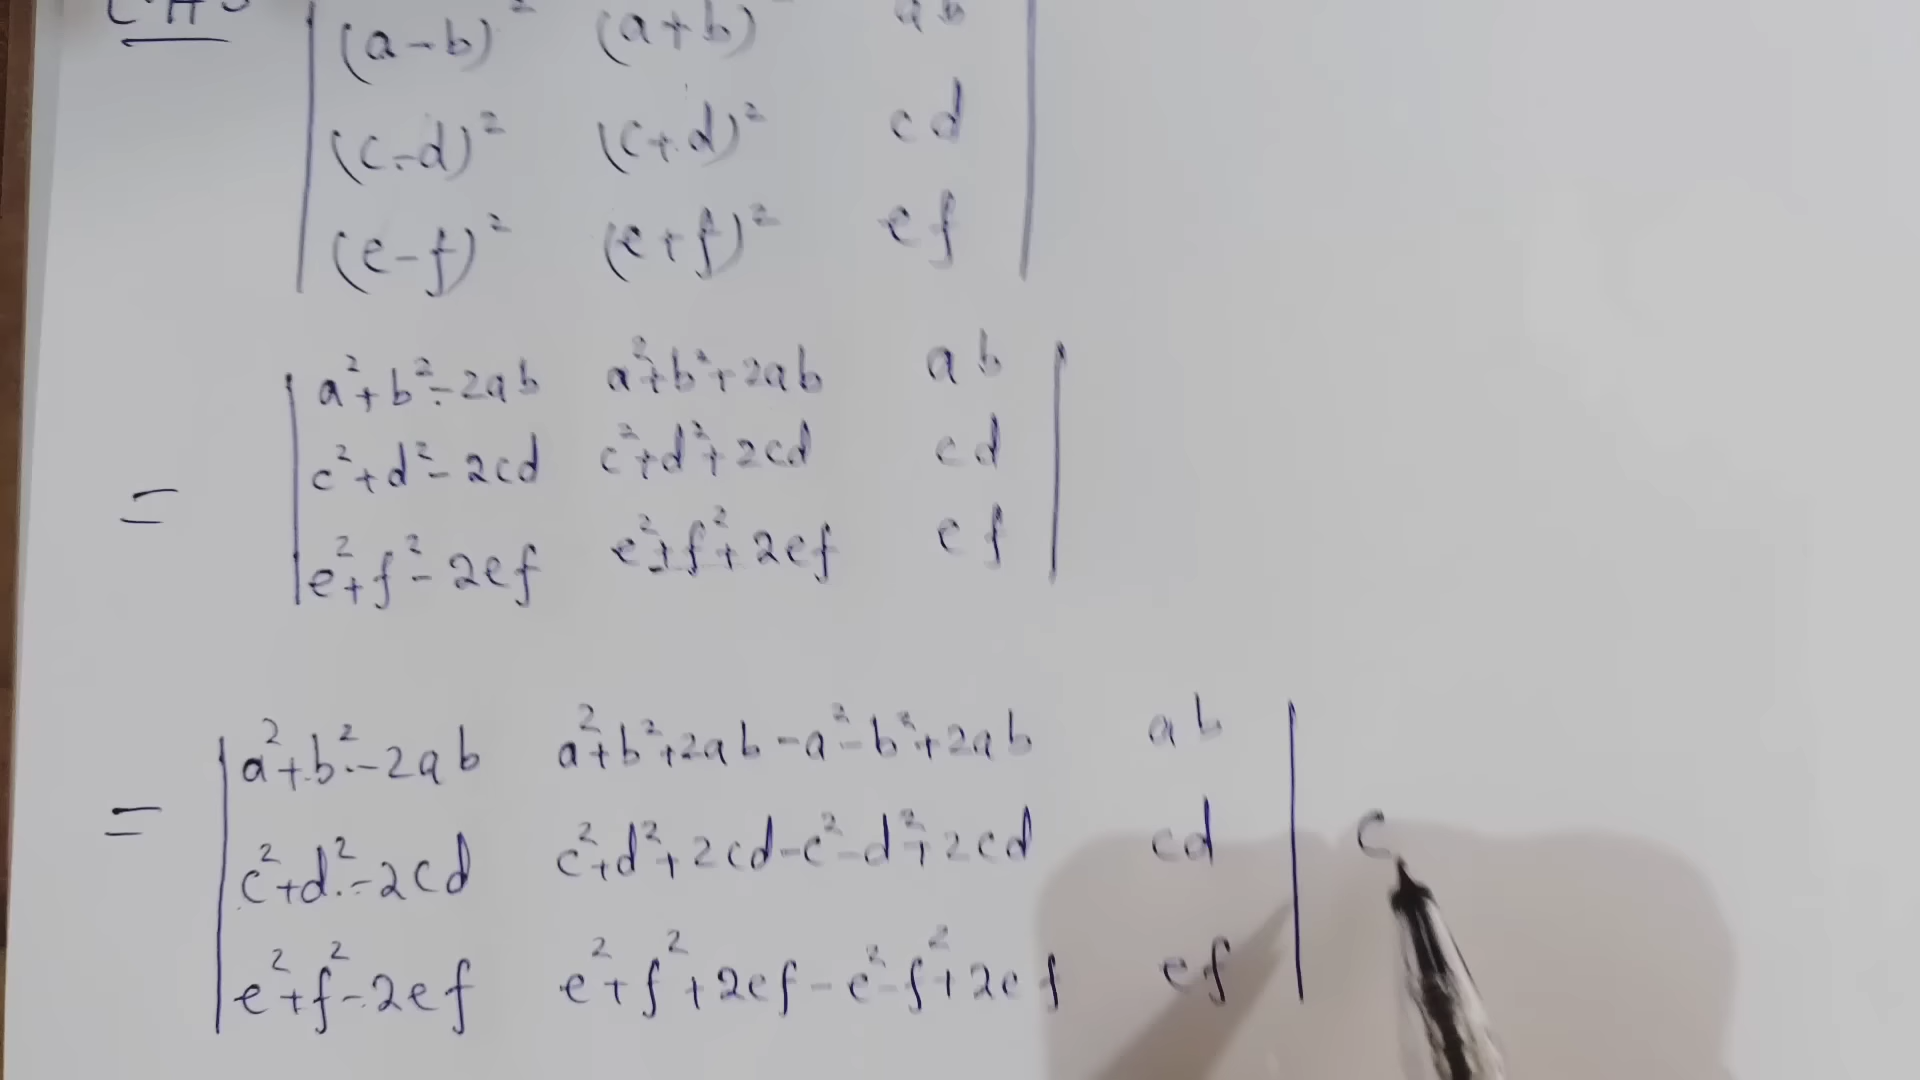 L.H.S (a-b)² (a+b) ab
(c-d)² (c+d)² cd
(e-f)² (e+f)² ef
a²+b²-2ab a²+b²+2ab ab
c²+d²-2cd c²+d²+2cd cd
=
e²+f²-2ef e²+f²+2ef ef
a²+b²-2ab a²+b²+2ab-a²-b²+2ab ab
= c²+d²-2cd c²+d²+2cd-c²-d²+2cd cd c
e²+f²-2ef e²+f²+2ef-e²-f²+2ef ef